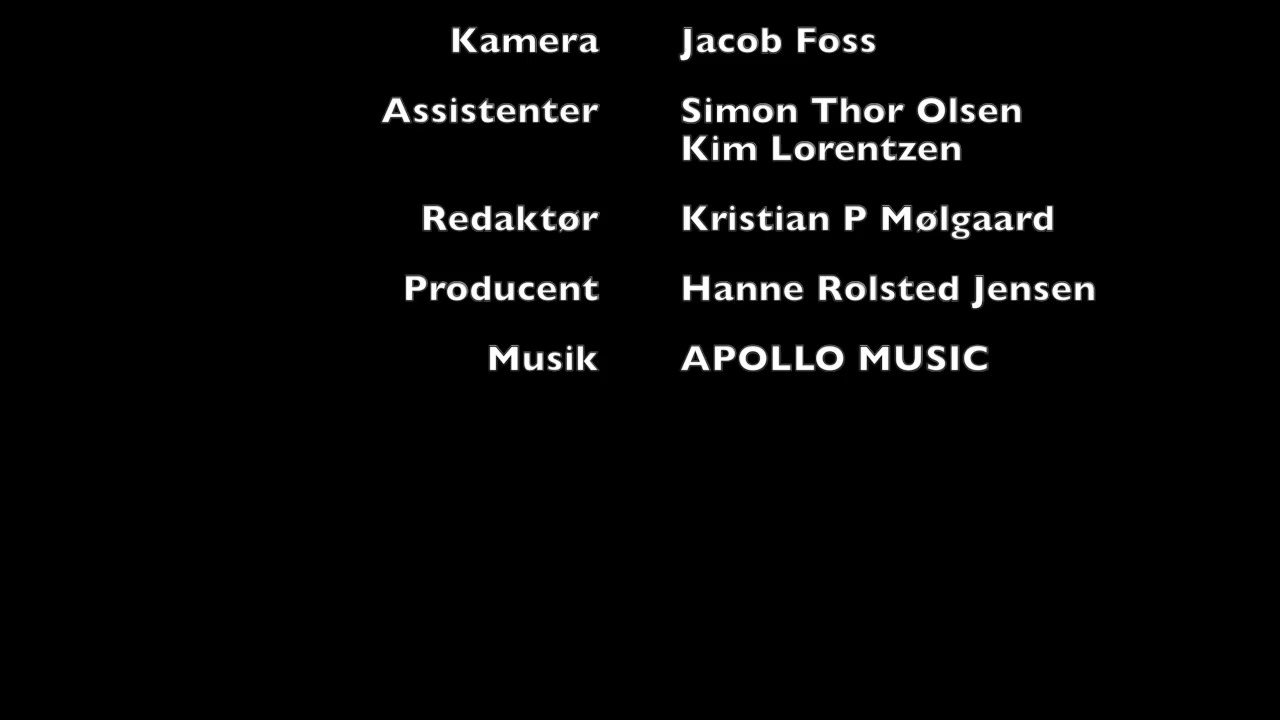 Kamera Jacob Foss
Assistenter Simon Thor Olsen
Kim Lorentzen
Redaktør Kristian P Mølgaard
Producent Hanne Rolsted Jensen
Musik APOLLO MUSIC